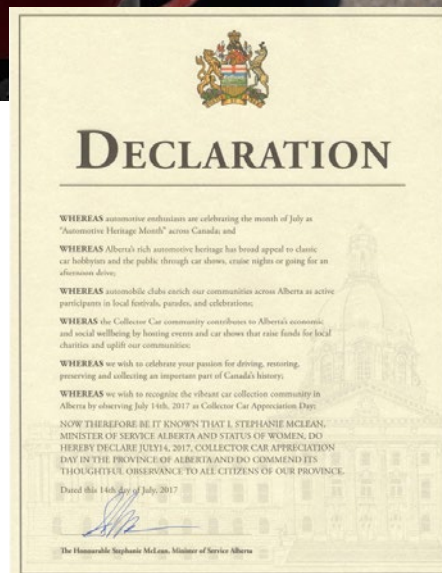 DECLARATION
WHEREAS automotive enthusiasts are celebrating the month of July as
"Automotive Heritage Month" across Canada; and
WHEREAS Alberta's rich automotive heritage has broad appeal to classic
car hobbyists and the public through car shows, cruise nights or going for an
afternoon drive;
WHEREAS automobile clubs enrich our communities across Alberta as active
participants in local festivals, parades, and celebrations;
WHERAS the Collector Car community contributes to Alberta's economic
and social wellbeing by hosting events and car shows that raise funds for local
charities and uplift our communities;
WHEREAS we wish to celebrate your passion for driving, restoring,
preserving and collecting an important part of Canada's history;
WHEREAS we wish to recognize the vibrant car collection community in
Alberta by observing July 14th, 2017 as Collector Car Appreciation Day;
NOW THEREFORE BE IT KNOWN THAT I, STEPHANIE MCLEAN,
MINISTER OF SERVICE ALBERTA AND STATUS OF WOMEN, DO
HEREBY DECLARE JULY14, 2017, COLLECTOR CAR APPRECIATION
DAY IN THE PROVINCE OF ALBERTA AND DO COMMEND ITS
THOUGHTFUL OBSERVANCE TO ALL CITIZENS OF OUR PROVINCE.
Dated this 14th day of July, 2017
The Honourable Stephanie McLean, Minister of Service Alberta